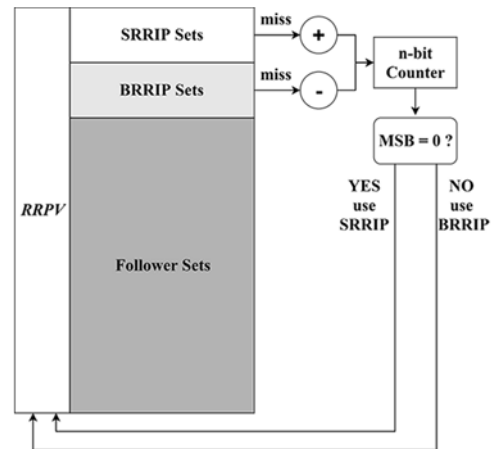 SRRIP Sets
miss
+
n-bit
Counter
BRRIP Sets
miss
-
MSB = 0 ?
YES
use
SRRIP
NO
use
BRRIP
RRPV
Follower Sets